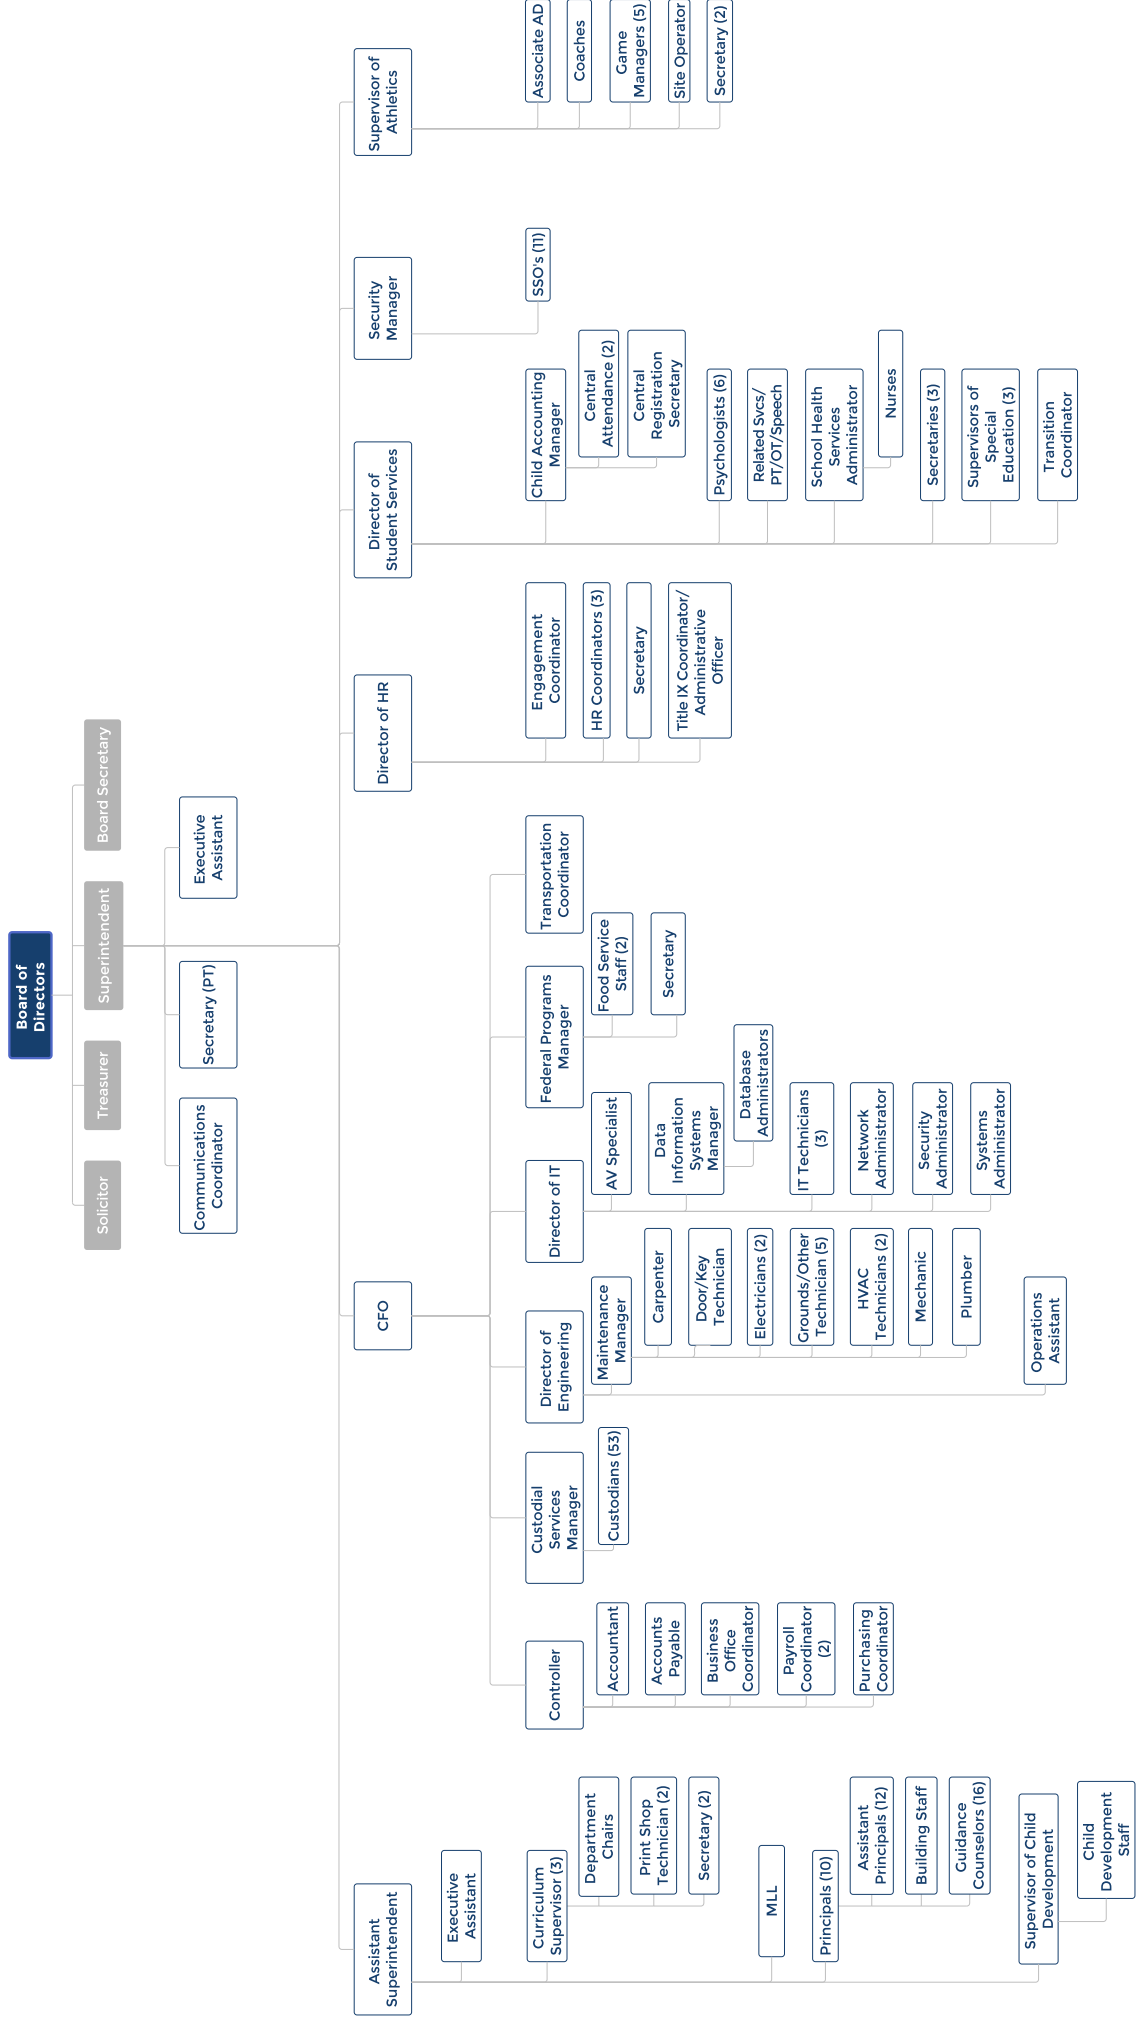 Board of
Directors
Solicitor
Treasurer
Superintendent
Board Secretary
Communications
Coordinator
Secretary (PT)
Executive
Assistant
Assistant
Superintendent
CFO
Director of HR
Director of
Student Services
Security
Manager
Supervisor of
Athletics
Executive
Assistant
Curriculum
Supervisor (3)
Department
Chairs
Print Shop
Technician (2)
Secretary (2)
MLL
Principals (10)
Assistant
Principals (12)
Building Staff
Guidance
Counselors (16)
Supervisor of Child
Development
Child
Development
Staff
Controller
Accountant
Accounts
Payable
Business
Office
Coordinator
Payroll
Coordinator
(2)
Purchasing
Coordinator
Custodial
Services
Manager
Custodians (53)
Director of
Engineering
Maintenance
Manager
Carpenter
Door/Key
Technician
Electricians (2)
Grounds/Other
Technician (5)
HVAC
Technicians (2)
Mechanic
Plumber
Operations
Assistant
Director of IT
AV Specialist
Data
Information
Systems
Manager
Database
Administrators
IT Technicians
(3)
Network
Administrator
Security
Administrator
Systems
Administrator
Federal Programs
Manager
Food Service
Staff (2)
Secretary
Transportation
Coordinator
Engagement
Coordinator
HR Coordinators (3)
Secretary
Title IX Coordinator/
Administrative
Officer
Child Accounting
Manager
Central
Attendance (2)
Central
Registration
Secretary
Psychologists (6)
Related Svcs/
PT/OT/Speech
School Health
Services
Administrator
Nurses
Secretaries (3)
Supervisors of
Special
Education (3)
Transition
Coordinator
SSO's (11)
Associate AD
Coaches
Game
Managers (5)
Site Operator
Secretary (2)